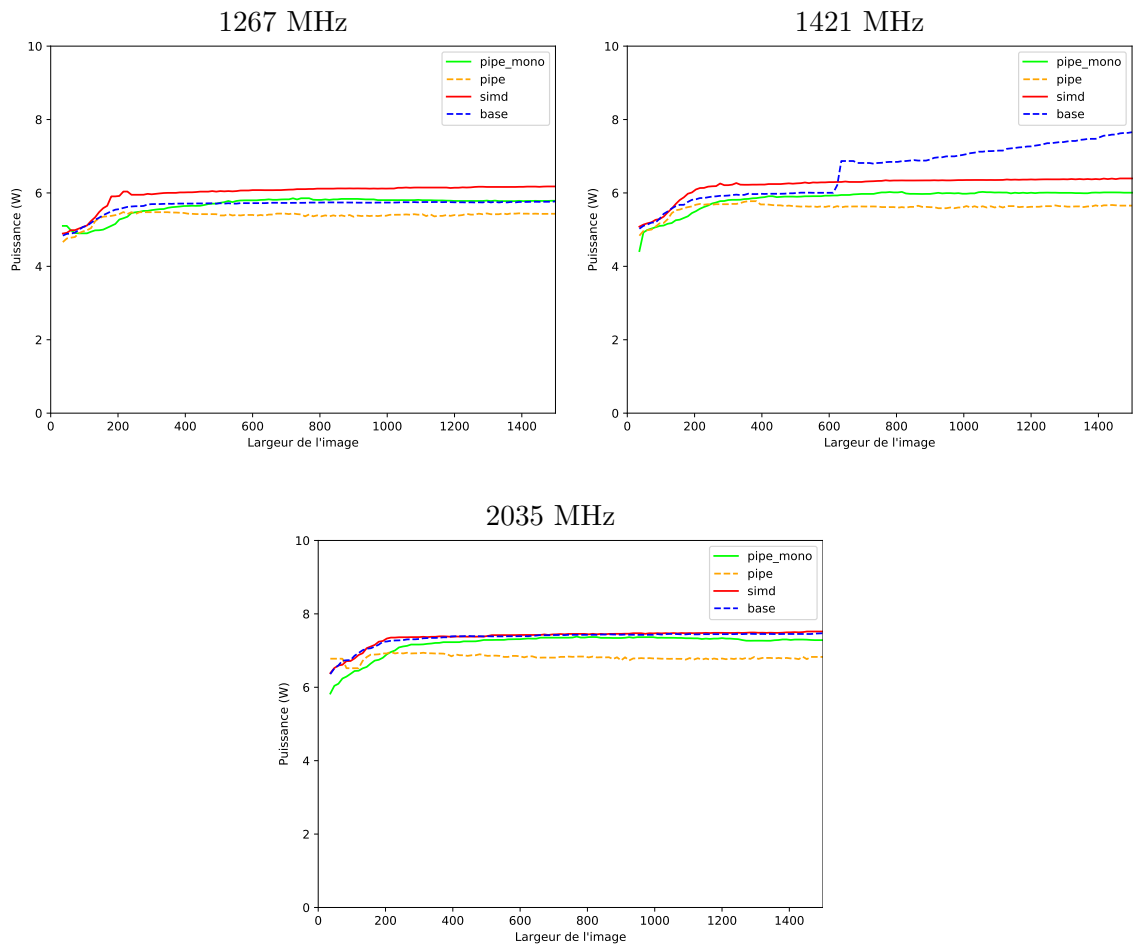 1267 MHz
10
8
6
4
2
0
Puissance (W)
0 200 400 600 800 1000 1200 1400
Largeur de l'image
pipe_mono
pipe
simd
base
1421 MHz
10
8
6
4
2
0
Puissance (W)
0 200 400 600 800 1000 1200 1400
Largeur de l'image
pipe_mono
pipe
simd
base
2035 MHz
10
8
6
4
2
0
Puissance (W)
0 200 400 600 800 1000 1200 1400
Largeur de l'image
pipe_mono
pipe
simd
base